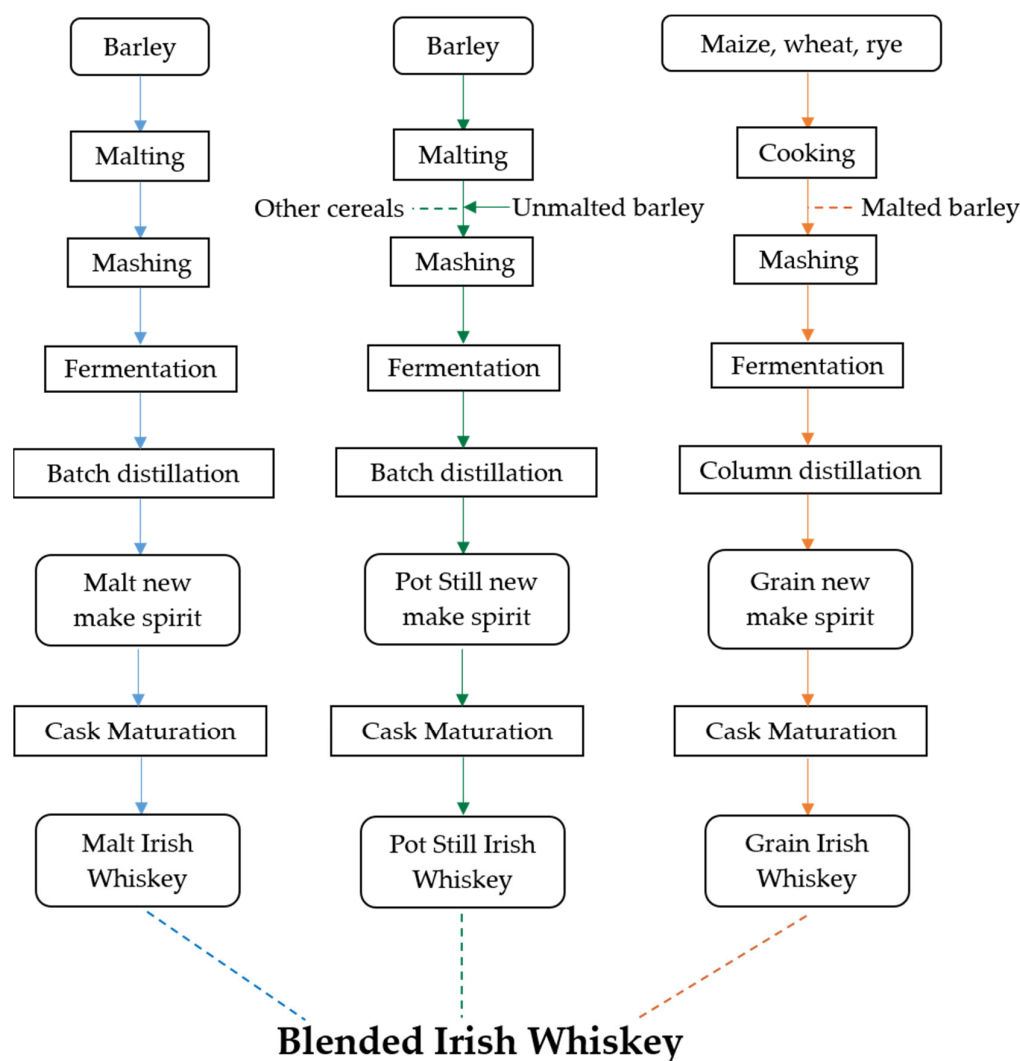 Barley
Barley
Maize, wheat, rye
Malting
Malting
Cooking
Other cereals
Unmalted barley
Malted barley
Mashing
Mashing
Mashing
Fermentation
Fermentation
Fermentation
Batch distillation
Batch distillation
Column distillation
Malt new
make spirit
Pot Still new
make spirit
Grain new
make spirit
Cask Maturation
Cask Maturation
Cask Maturation
Malt Irish
Whiskey
Pot Still Irish
Whiskey
Grain Irish
Whiskey
Blended Irish Whiskey